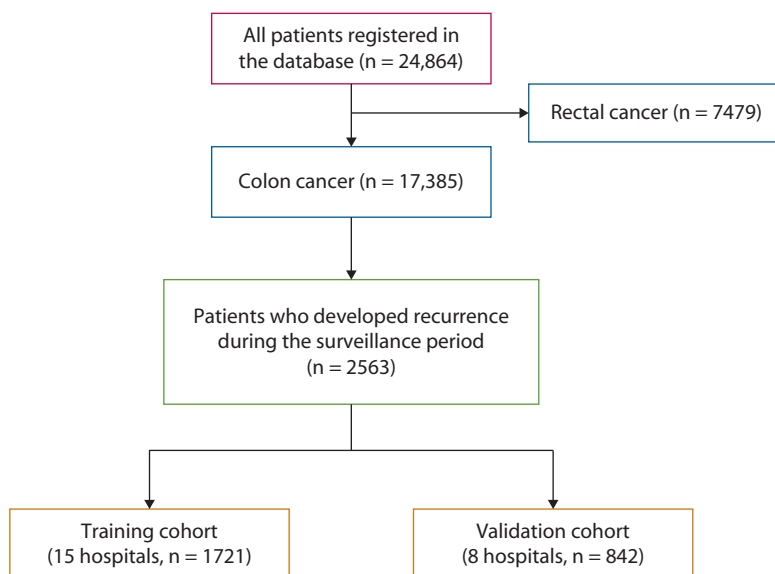 All patients registered in
the database (n = 24,864)
Rectal cancer (n = 7479)
Colon cancer (n = 17,385)
Patients who developed recurrence
during the surveillance period
(n = 2563)
Training cohort
(15 hospitals, n = 1721)
Validation cohort
(8 hospitals, n = 842)